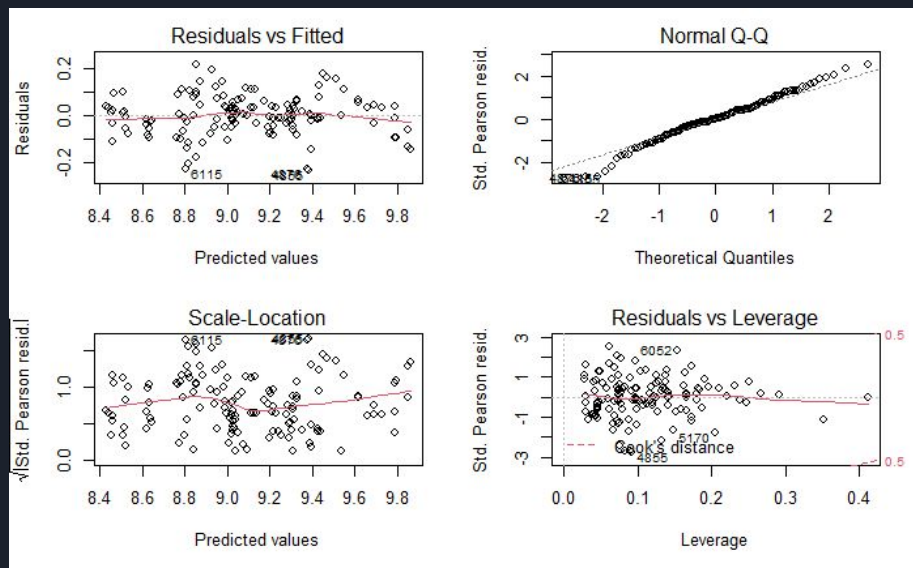 Residuals vs Fitted
Residuals
0.2
0.0
-0.2
6115
8.4 8.6 8.8 9.0 9.2 9.4 9.6 9.8
Predicted values
Normal Q-Q
Std. Pearson resid.
2
0
-2
-2 -1 0 1 2
Theoretical Quantiles
Scale-Location
√|Std. Pearson resid.|
1.0
0.0
6115
8.4 8.6 8.8 9.0 9.2 9.4 9.6 9.8
Predicted values
Residuals vs Leverage
Std. Pearson resid.
3
1
-1
-3
6052
5170
Cook's distance
4855
0.5
0.5
0.0 0.1 0.2 0.3 0.4
Leverage